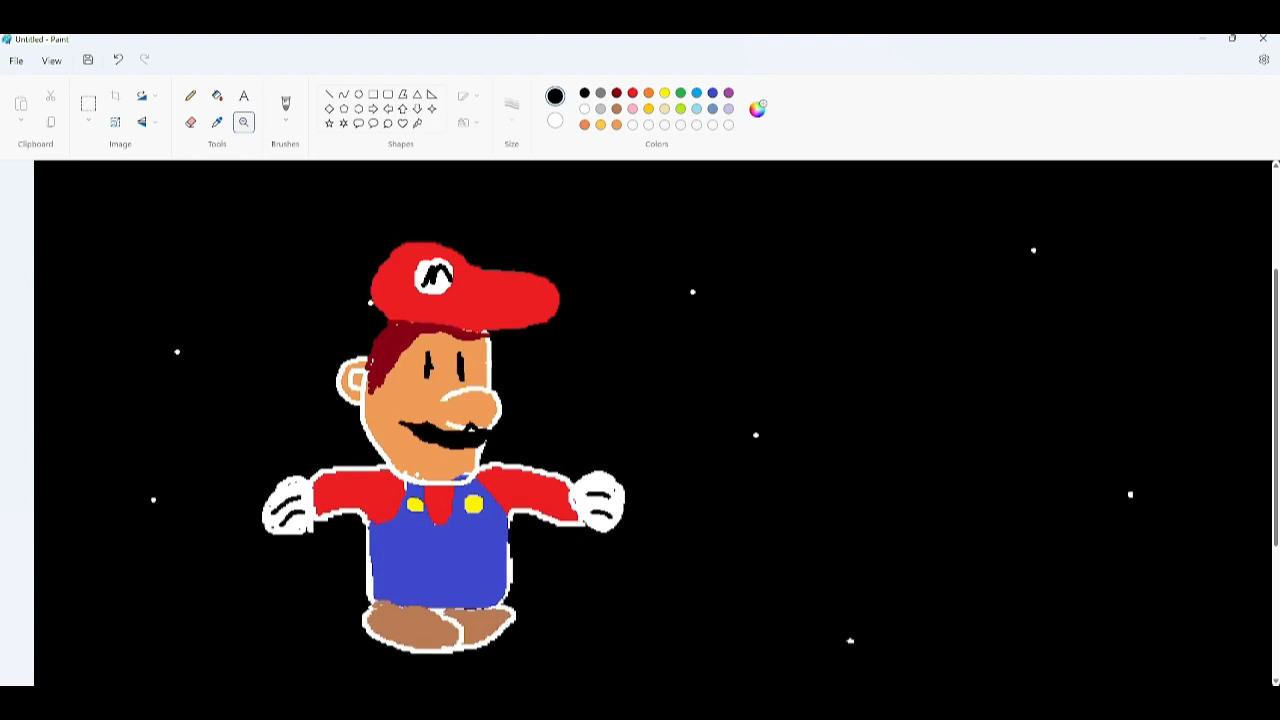 Untitled - Paint
File View
Clipboard Image Tools Brushes Shapes Size Colors
M